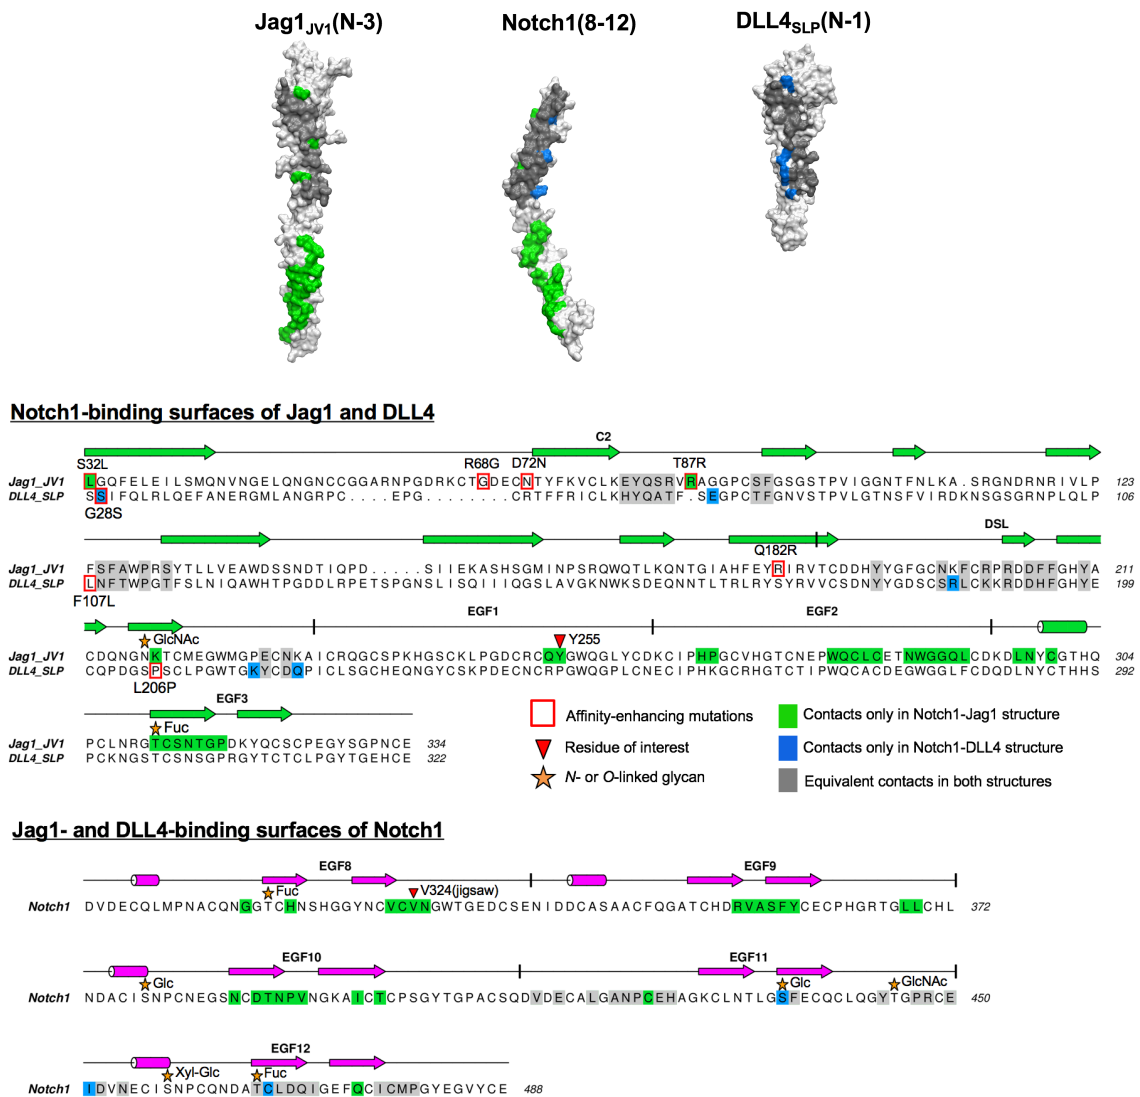 Jag1JV1(N-3)
Notch1(8-12)
DLL4SLP(N-1)
Notch1-binding surfaces of Jag1 and DLL4
C2
S32L R68G D72N T87R
Jag1_JV1 LGQFELEILSMQNVNGELQNGNCCGGARNPGDRKCTGDECNTYFKVCLKEYQSRVRAGGPCSFGSGSTPVIGGNTFNLKA.SRGNDRNRIVLP 123
DLL4_SLP SSIFQLRLQEFANERGMLANGRPC....EPG........CRTFFRICLKHYQATF.SEGPCTFGNVSTPVLGTNSFVIRDKNSGSGRNPLQLP 106
G28S
DSL
Q182R
Jag1_JV1 FSFAWPRSYTLLVEAWDSSNDTIQPD.....SIIEKASHSGMINPSRQWQTLKQNTGIAHFEYRIRVTCDDHYYGFGCNKFCRPRDDFFGHYA 211
DLL4_SLP LNFTWPGTFSLNIQAWHTPGDDLRPETSPGNSLISQIIIQGSLAVGKNWKSDEQNNTLTRLRYSYRVVCSDNYYGDSCSRLCKKRDDHFGHYE 199
F107L
EGF1 EGF2
GlcNAc Y255
Jag1_JV1 CDQNGNKTCMEGWMGPECNKAICRQGCSPKHGSCKLPGDCRCQYGWQGLYCDKCIPHPGCVHGTCNEPWQCLCETNWGGQLCDKDLNYCGTHQ 304
DLL4_SLP CQPDGSPSCLPGWTGKYCDQPICLSGCHEQNGYCSKPDECNCRPGWQGPLCNECIPHKGCRHGTCTIPWQCACDEGWGGLFCDQDLNYCTHHS 292
L206P
EGF3
Fuc
Jag1_JV1 PCLNRGTCSNTGPDKYQCSCPEGYSGPNCE 334
DLL4_SLP PCKNGSTCSNSGPRGYTCTCLPGYTGEHCE 322
Affinity-enhancing mutations
Residue of interest
N- or O-linked glycan
Contacts only in Notch1-Jag1 structure
Contacts only in Notch1-DLL4 structure
Equivalent contacts in both structures
Jag1- and DLL4-binding surfaces of Notch1
EGF8 EGF9
Fuc V324(jigsaw)
Notch1 DVDECQLMPNACQNGGTCHNSHGGYNCVCVNGWTGEDCSENIDDCASAACFQGATCHDRVASFYCECPHGRTGLLCHL 372
EGF10 EGF11
Glc Glc GlcNAc
Notch1 NDACISNPCNEGSNCDTNPVNGKAICTCPSGYTGPACSQDVDECALGANPCEHAGKCLNTLGSFECQCLQGYTGPRCE 450
EGF12
Xyl-Glc Fuc
Notch1 IDVNECISNPCQNDATCLDQIGEFQCICMPGYEGVYCE 488